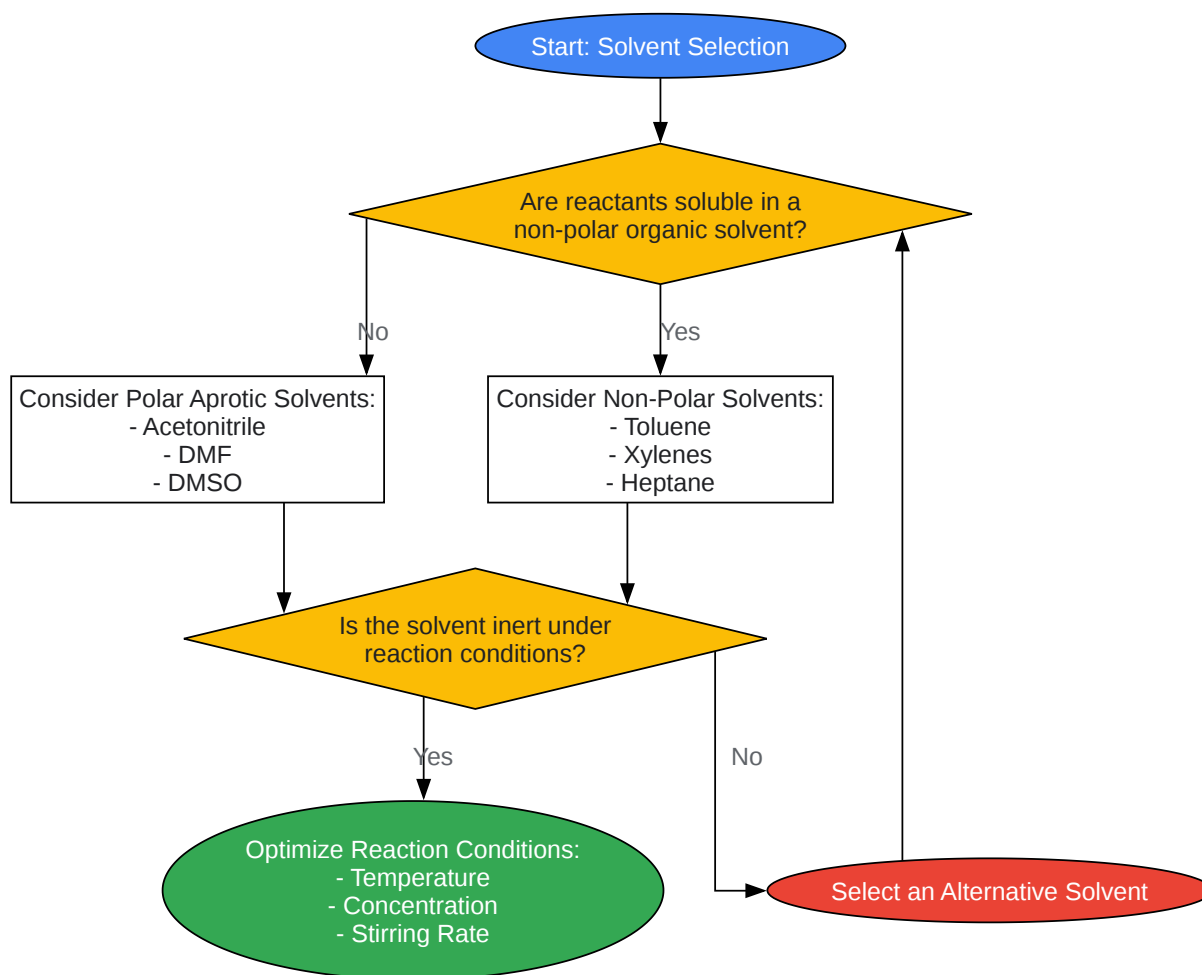 Start: Solvent Selection
Are reactants soluble in a
non-polar organic solvent?
No
Yes
Consider Polar Aprotic Solvents:
- Acetonitrile
- DMF
- DMSO
Consider Non-Polar Solvents:
- Toluene
- Xylenes
- Heptane
Is the solvent inert under
reaction conditions?
Yes
No
Optimize Reaction Conditions:
- Temperature
- Concentration
- Stirring Rate
Select an Alternative Solvent